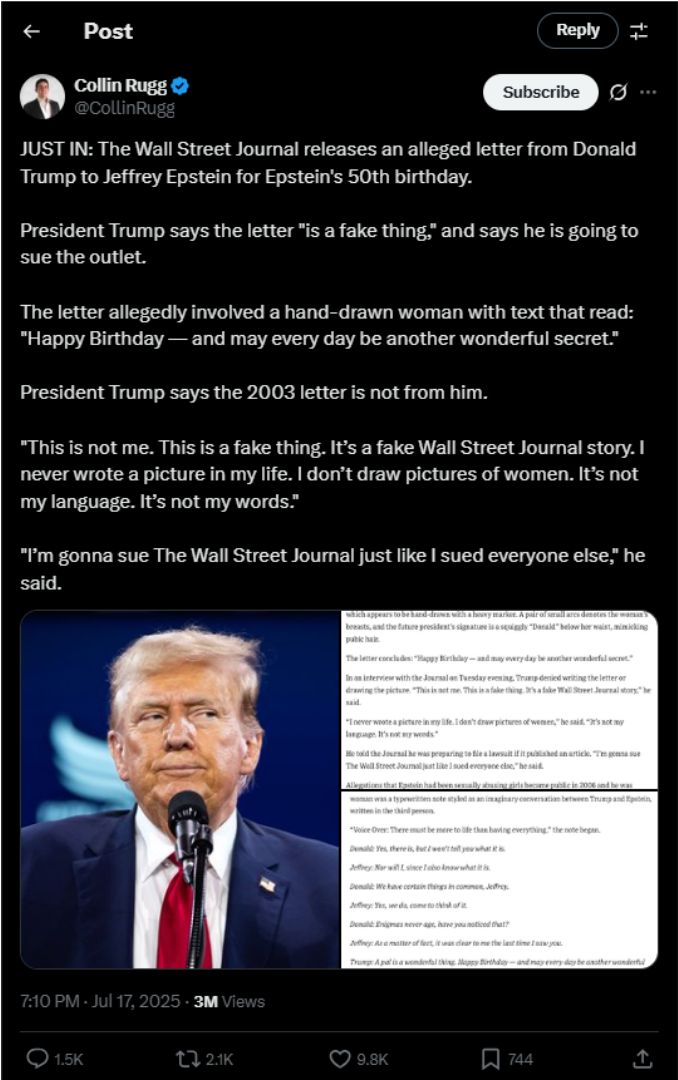 Post
Reply
Collin Rugg
@CollinRugg
Subscribe
JUST IN: The Wall Street Journal releases an alleged letter from Donald
Trump to Jeffrey Epstein for Epstein's 50th birthday.
President Trump says the letter "is a fake thing," and says he is going to
sue the outlet.
The letter allegedly involved a hand-drawn woman with text that read:
"Happy Birthday — and may every day be another wonderful secret."
President Trump says the 2003 letter is not from him.
"This is not me. This is a fake thing. It’s a fake Wall Street Journal story. I
never wrote a picture in my life. I don’t draw pictures of women. It’s not
my language. It’s not my words."
"I’m gonna sue The Wall Street Journal just like I sued everyone else," he
said.
which appears to be hand-drawn with a heavy marker. A pair of small arcs denotes the woman’s
breasts, and the future president’s signature is a squiggly “Donald” below her waist, mimicking
pubic hair.
The letter concludes: “Happy Birthday — and may every day be another wonderful secret.”
In an interview with the Journal on Tuesday evening, Trump denied writing the letter or
drawing the picture. “This is not me. This is a fake thing. It’s a fake Wall Street Journal story,” he
said.
“I never wrote a picture in my life. I don’t draw pictures of women,” he said. “It’s not my
language. It’s not my words.”
He told the Journal he was preparing to file a lawsuit if it published an article. “I’m gonna sue
The Wall Street Journal just like I sued everyone else,” he said.
Allegations that Epstein had been sexually abusing girls became public in 2006 and he was
woman was a typewritten note styled as an imaginary conversation between Trump and Epstein,
written in the third person.
“Voice Over: There must be more to life than having everything,” the note began.
Donald: Yes, there is, but I won’t tell you what it is.
Jeffrey: Nor will I, since I also know what it is.
Donald: We have certain things in common, Jeffrey.
Jeffrey: Yes, we do, come to think of it.
Donald: Enigmas never age, have you noticed that?
Jeffrey: As a matter of fact, it was clear to me the last time I saw you.
Trump: A pal is a wonderful thing. Happy Birthday — and may every day be another wonderful
7:10 PM · Jul 17, 2025 · 3M Views
1.5K
2.1K
9.8K
744